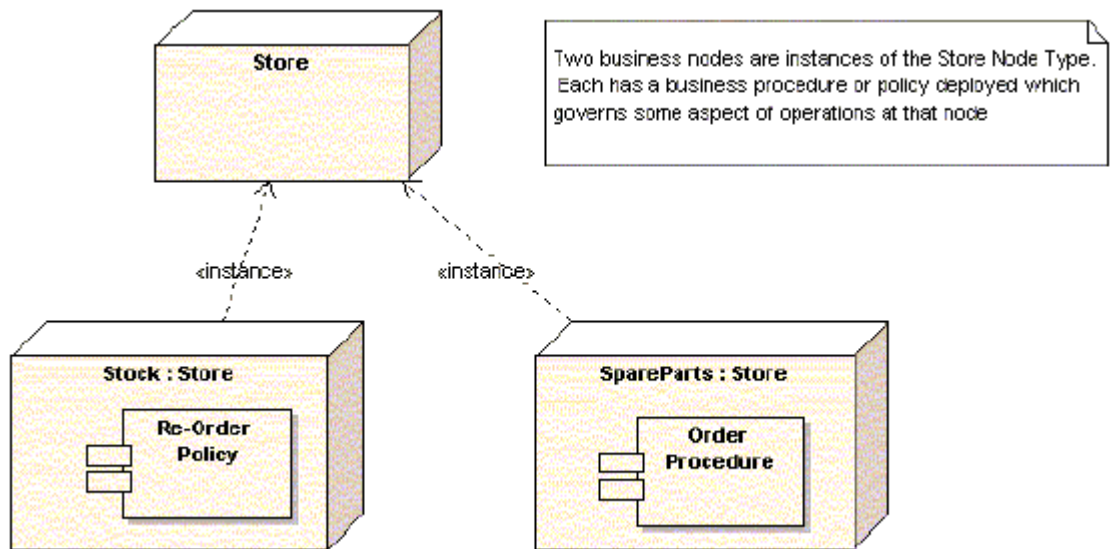 Store
Two business nodes are instances of the Store Node Type.
Each has a business procedure or policy deployed which
governs some aspect of operations at that node
«instance»
«instance»
Stock : Store
Re-Order
Policy
SpareParts : Store
Order
Procedure